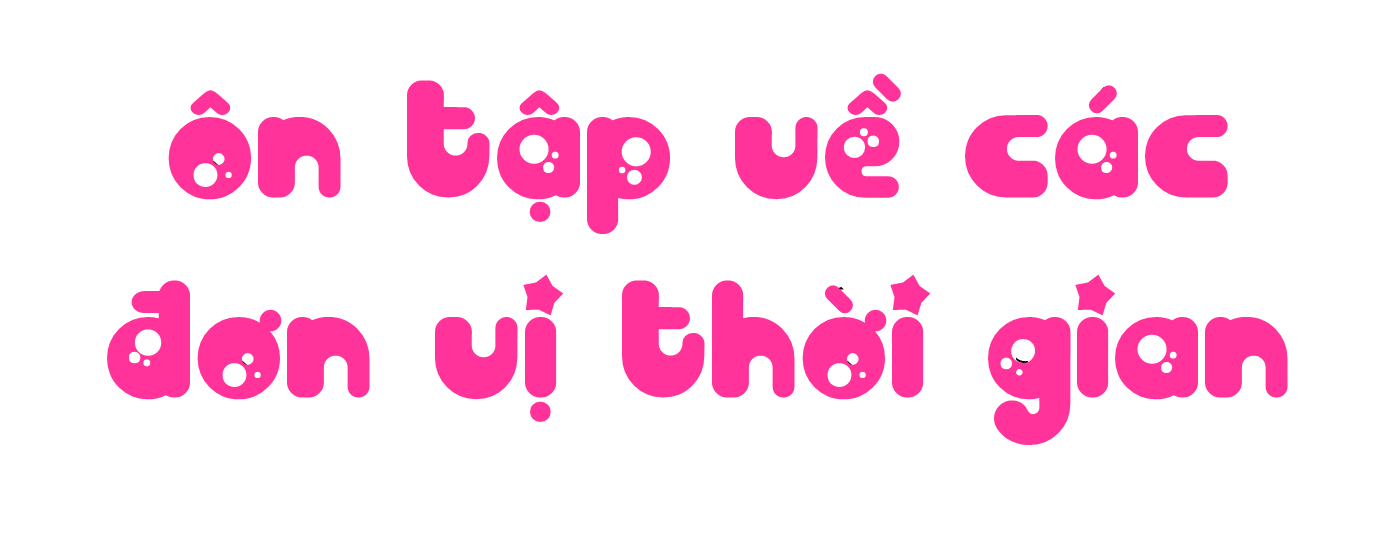 ôn tập về các
đơn vị thời gian